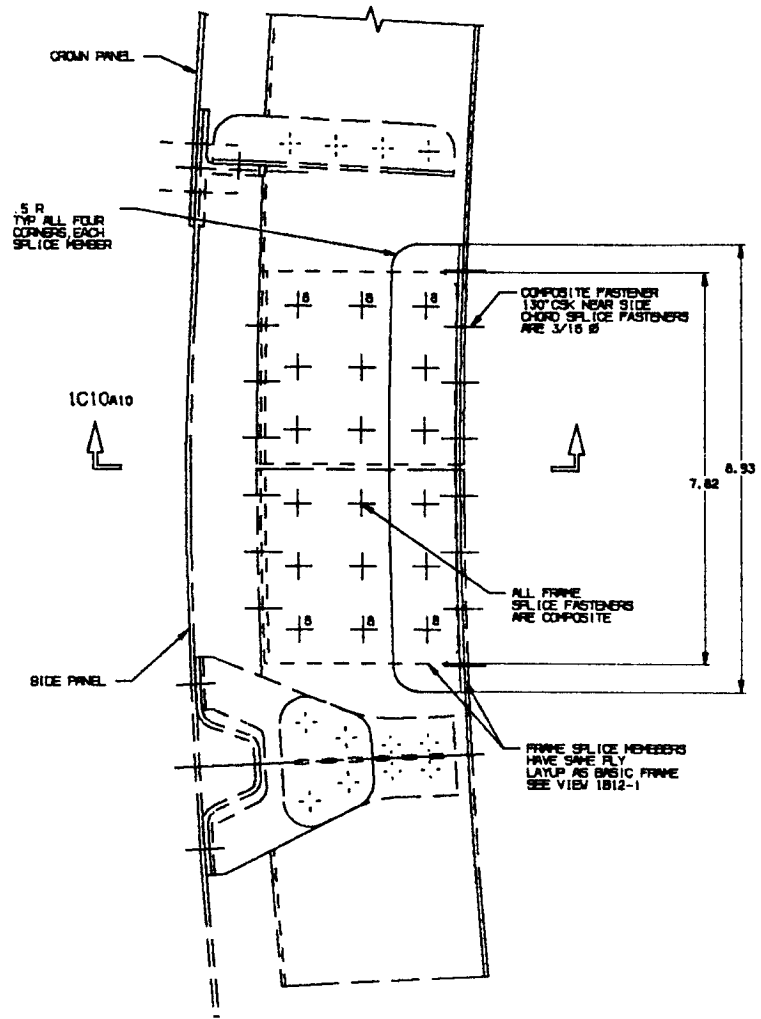 CROWN PANEL
.5 R
TYP ALL FOUR
CORNERS, EACH
SPLICE MEMBER
8 8 8
COMPOSITE FASTENER
130° CSK NEAR SIDE
CHORD SPLICE FASTENERS
ARE 3/16 Ø
1C10A10
7.82
8.93
ALL FRAME
SPLICE FASTENERS
ARE COMPOSITE
8 8 8
SIDE PANEL
FRAME SPLICE MEMBERS
HAVE SAME PLY
LAYUP AS BASIC FRAME
SEE VIEW 1B12-1